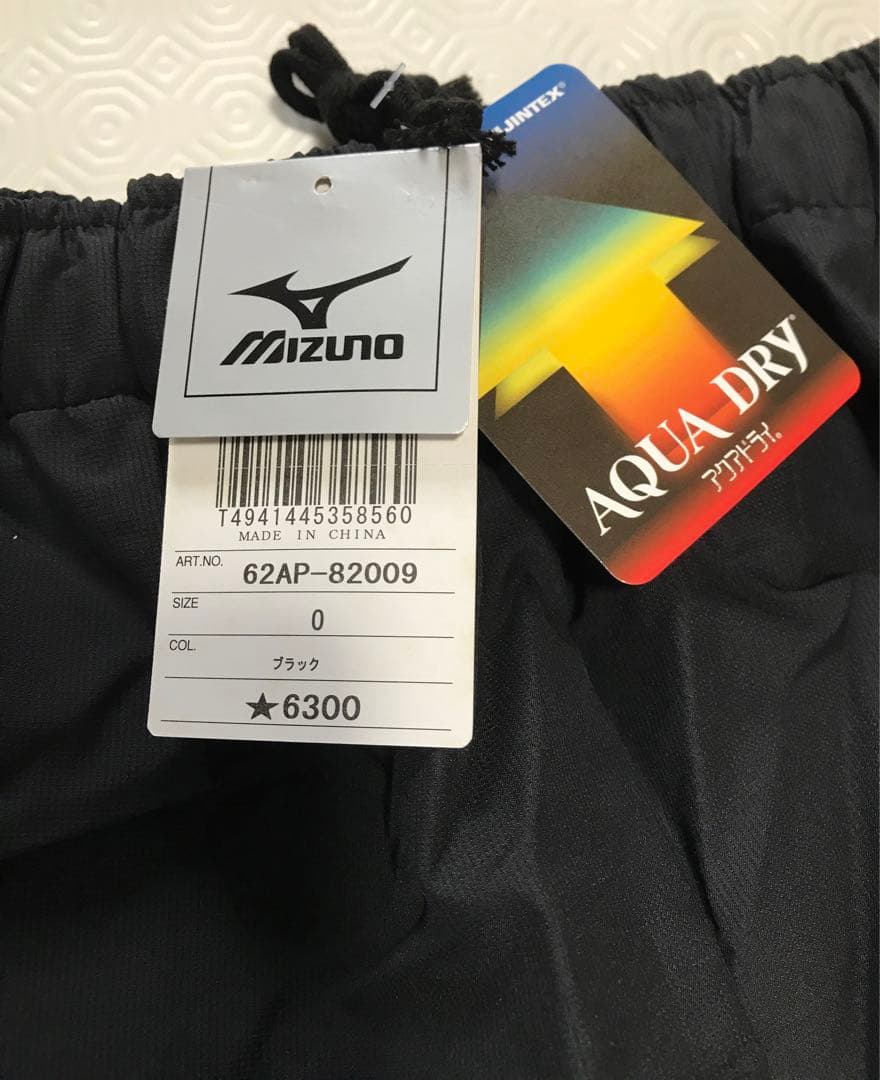 MIZUNO
T4941445358560
MADE IN CHINA
ART.NO. 62AP-82009
SIZE 0
COL. ブラック
★6300
AQUA DRY
アクアドライ。